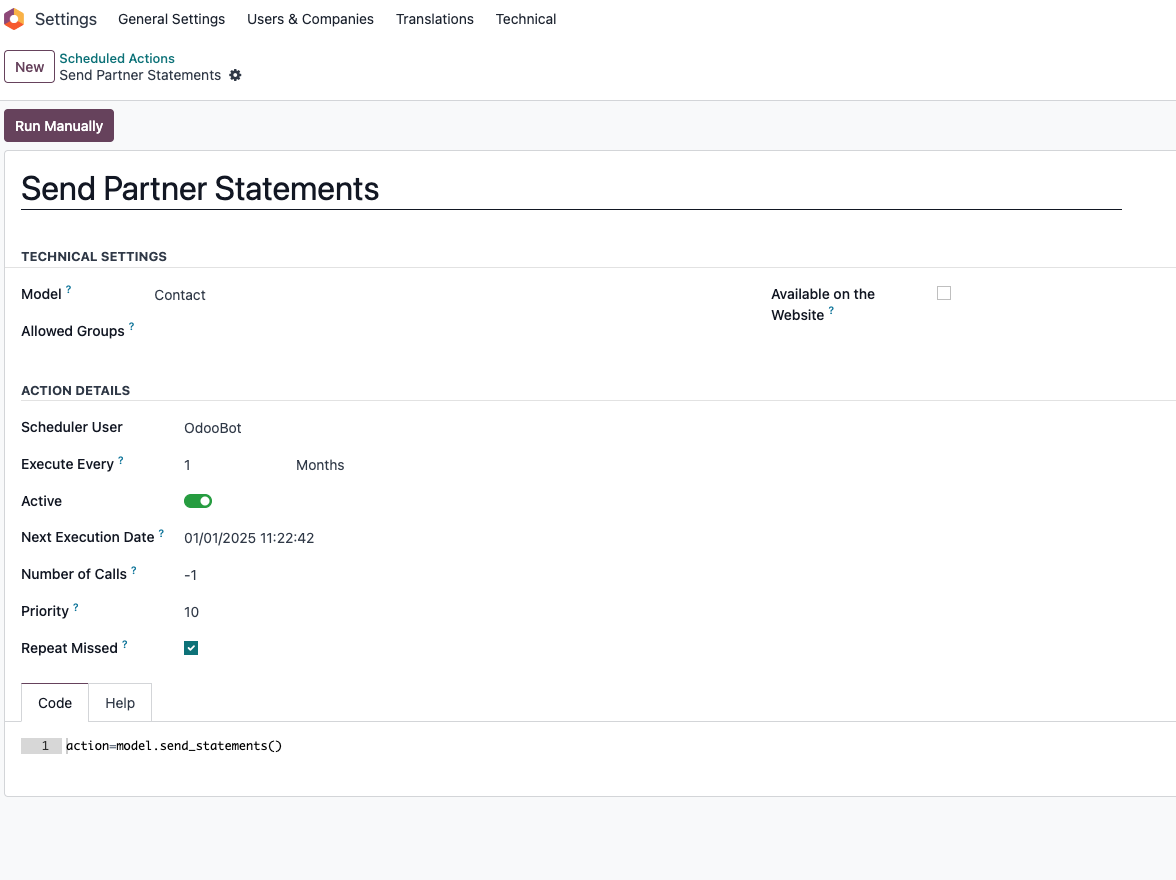 Settings General Settings Users & Companies Translations Technical
New
Scheduled Actions
Send Partner Statements
Run Manually
Send Partner Statements
TECHNICAL SETTINGS
Model ? Contact
Available on the
Website ?
Allowed Groups ?
ACTION DETAILS
Scheduler User OdooBot
Execute Every ? 1 Months
Active
Next Execution Date ? 01/01/2025 11:22:42
Number of Calls ? -1
Priority ? 10
Repeat Missed ?
Code Help
1 action=model.send_statements()